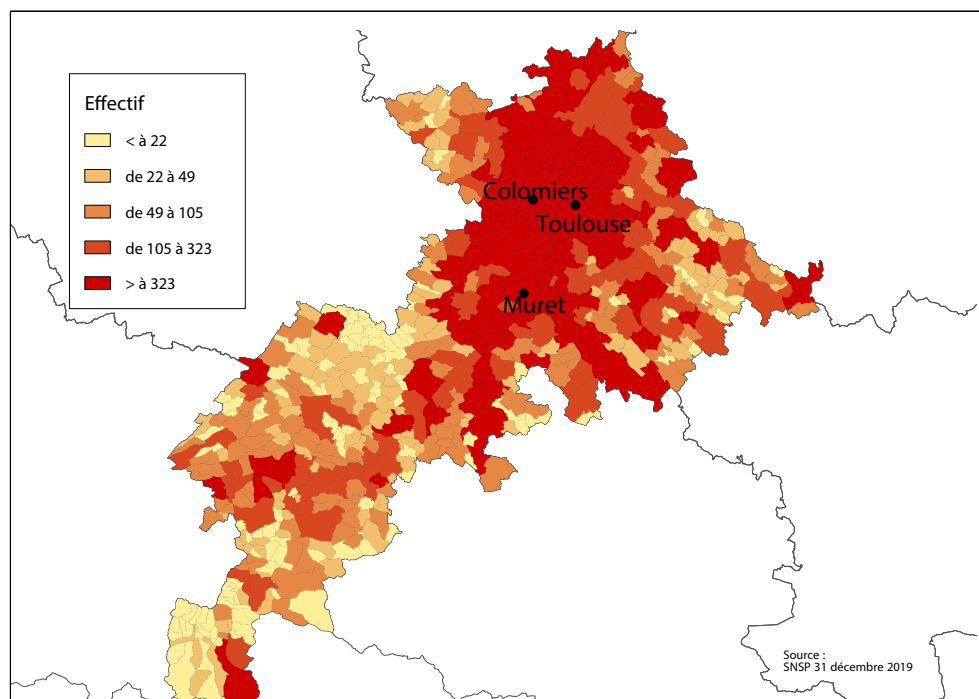 Effectif
< à 22
de 22 à 49
de 49 à 105
de 105 à 323
> à 323
Colomiers
Toulouse
Muret
Source :
SNSP 31 décembre 2019